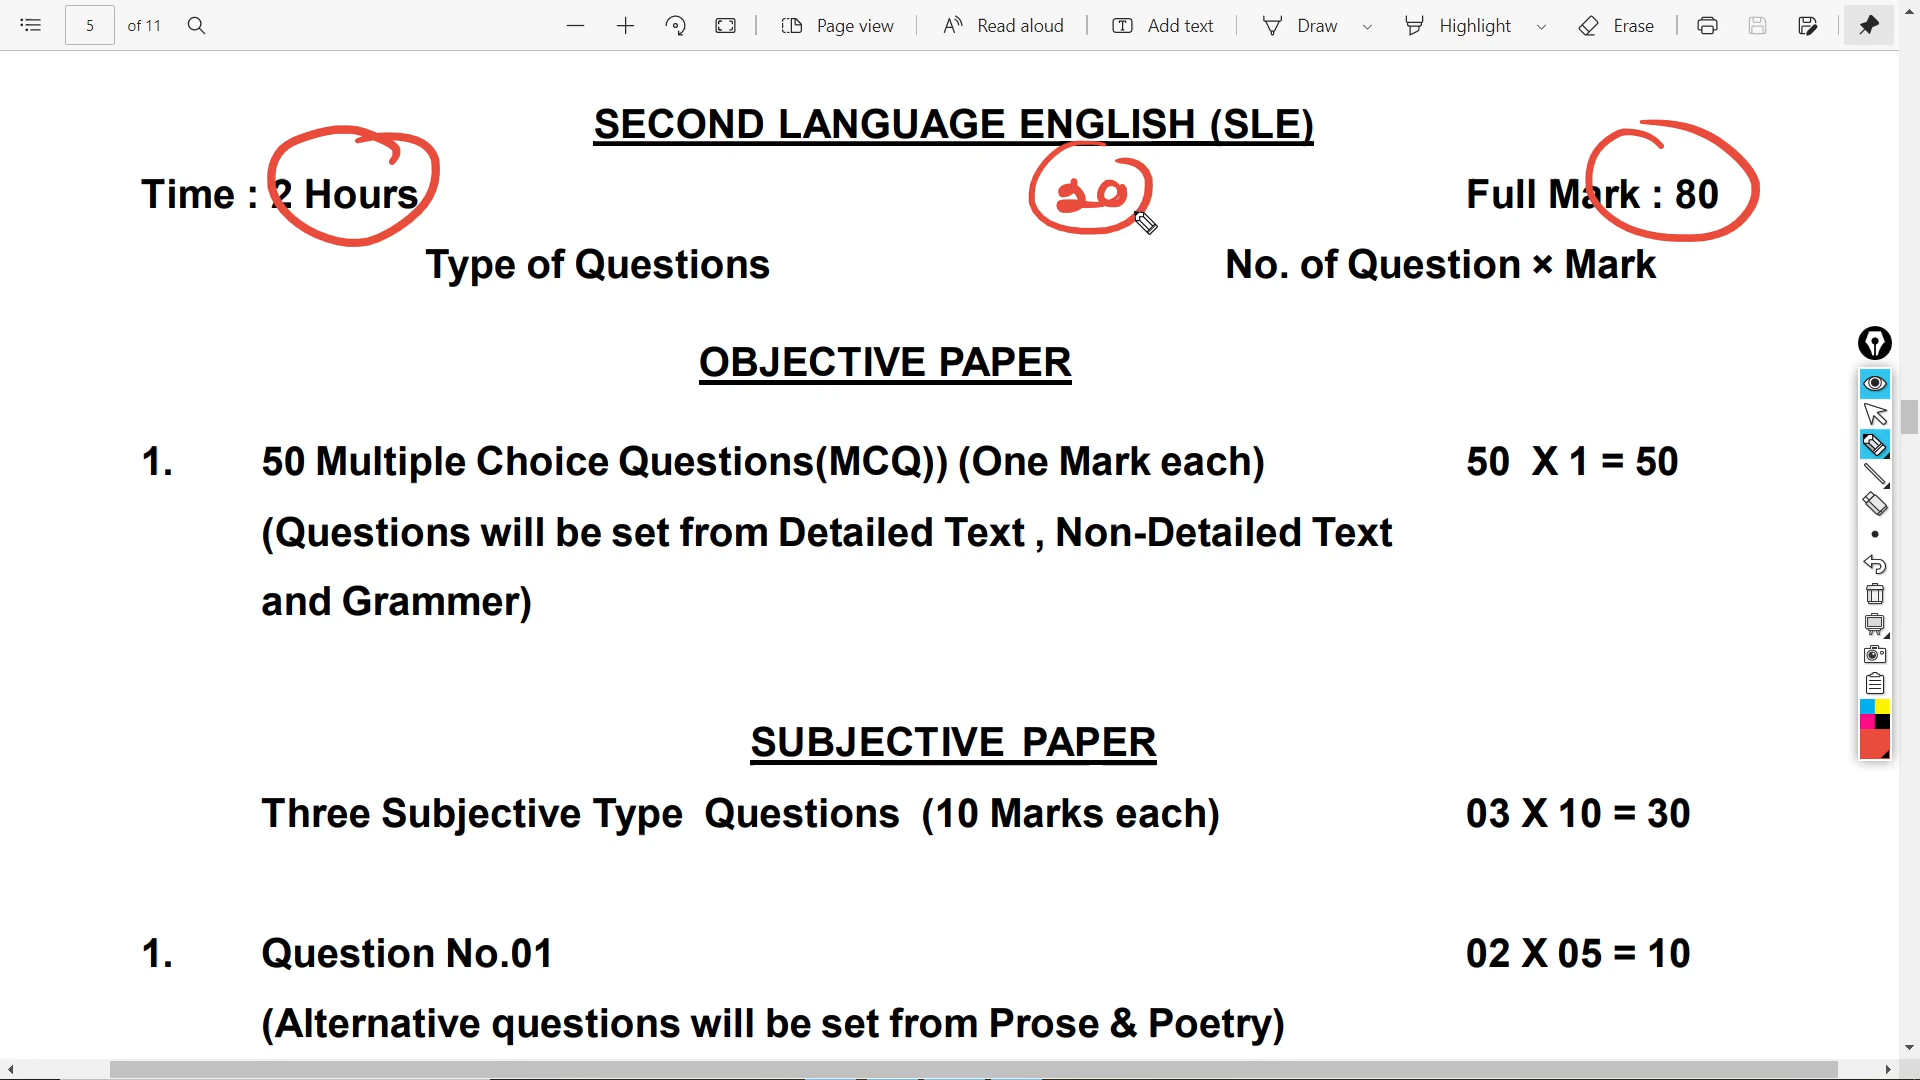 5 of 11 Page view Read aloud Add text Draw Highlight Erase
SECOND LANGUAGE ENGLISH (SLE)
Time : 2 Hours 20 Full Mark : 80
Type of Questions No. of Question × Mark
OBJECTIVE PAPER
1. 50 Multiple Choice Questions(MCQ)) (One Mark each) 50 X 1 = 50
(Questions will be set from Detailed Text , Non-Detailed Text
and Grammer)
SUBJECTIVE PAPER
Three Subjective Type Questions (10 Marks each) 03 X 10 = 30
1. Question No.01 02 X 05 = 10
(Alternative questions will be set from Prose & Poetry)